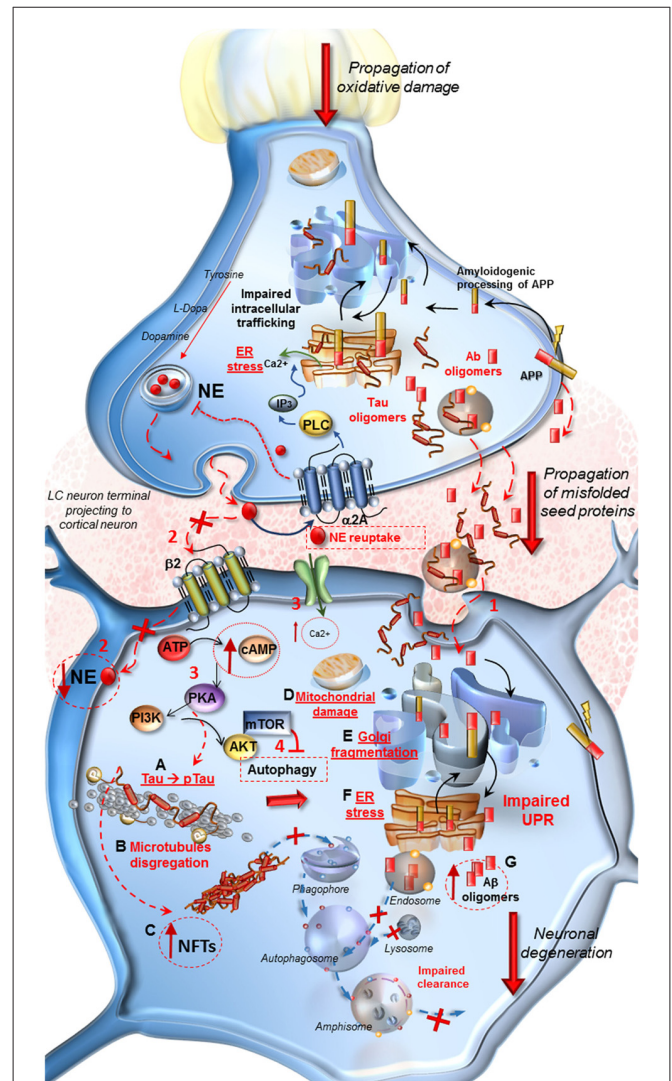 Propagation of
oxidative damage
Tyrosine
L-Dopa
Dopamine
NE
Impaired
intracellular
trafficking
Amyloidogenic
processing of APP
ER
stress
Ca2+
IP3
PLC
Tau
oligomers
Ab
oligomers
APP
LC neuron terminal
projecting to
cortical neuron
α2A
NE reuptake
Propagation
of misfolded
seed proteins
2
β2
1
3
Ca2+
2
NE
ATP
cAMP
3
PKA
PI3K
mTOR
4
AKT
Autophagy
D Mitochondrial
damage
E Golgi
fragmentation
A
Tau → pTau
P
P
P
F ER
stress
Impaired
UPR
B Microtubules
disgregation
C
NFTs
Phagophore
Endosome
G
Aβ
oligomers
Lysosome
Autophagosome
Impaired
clearance
Amphisome
Neuronal
degeneration